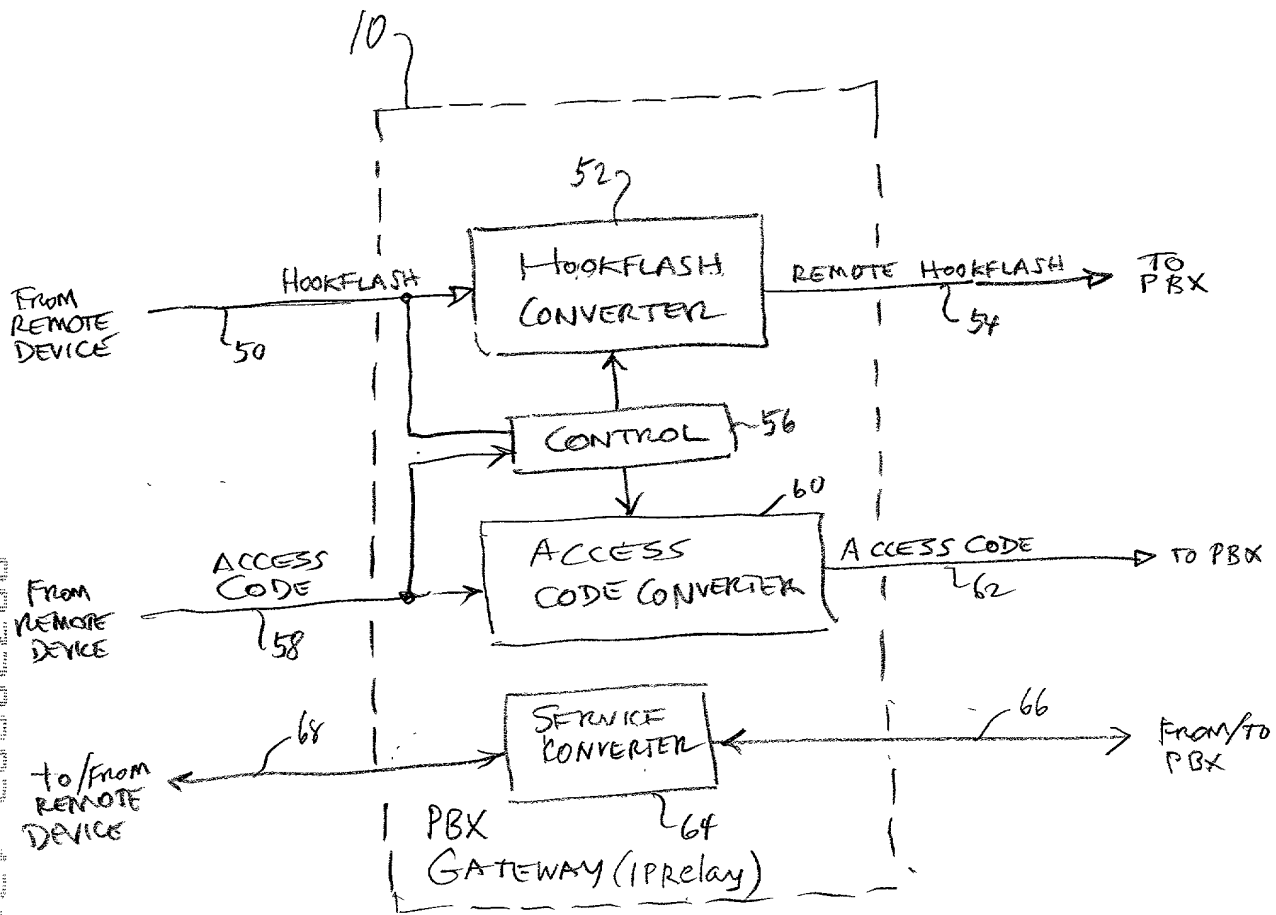 10
52
HOOKFLASH
HOOKFLASH
CONVERTER
REMOTE HOOKFLASH
TO
PBX
FROM
REMOTE
DEVICE
50
54
CONTROL
56
60
ACCESS
CODE
ACCESS
CODE CONVERTER
ACCESS CODE
TO PBX
FROM
REMOTE
DEVICE
58
62
68
SERVICE
CONVERTER
66
FROM/TO
PBX
to/FROM
REMOTE
DEVICE
64
PBX
GATEWAY (IPRelay)